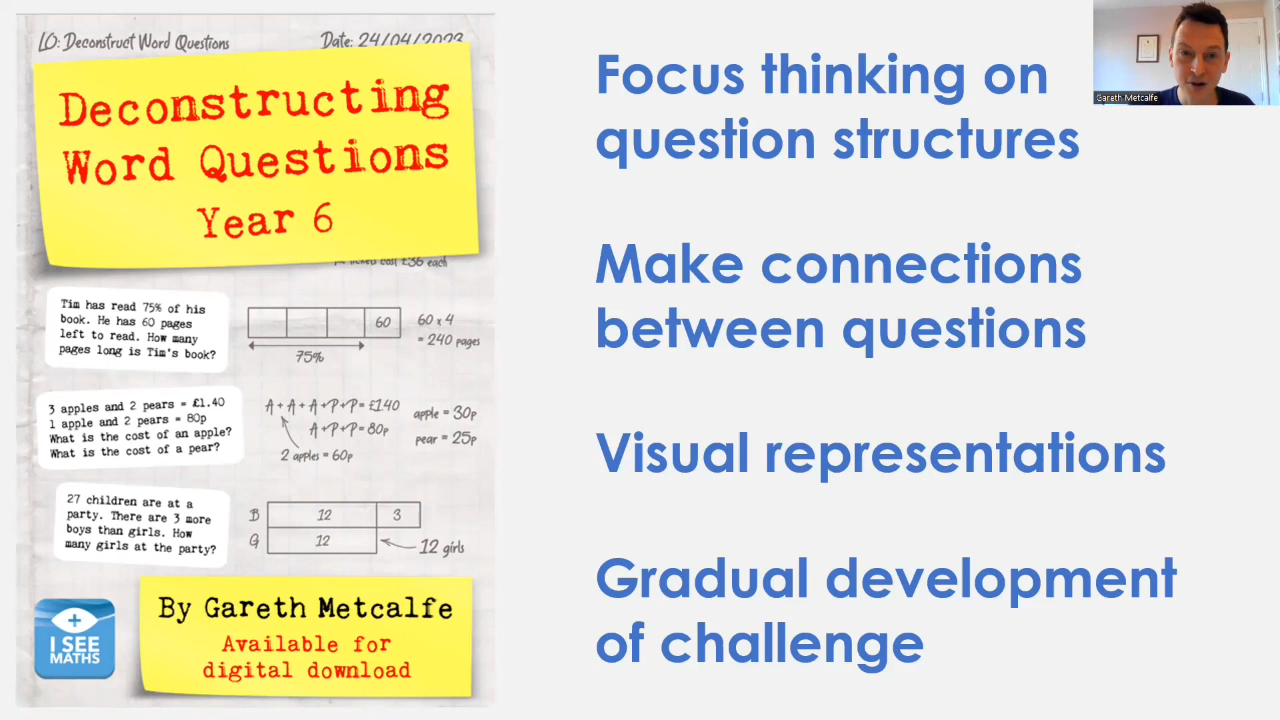 LO: Deconstruct Word Questions
Date: 24/04/2023
Deconstructing
Word Questions
Year 6
cost £36 each
Tim has read 75% of his
book. He has 60 pages
left to read. How many
pages long is Tim's book?
60
75%
60 x 4
= 240 pages
3 apples and 2 pears = £1.40
1 apple and 2 pears = 80p
What is the cost of an apple?
What is the cost of a pear?
A + A + A + P + P = £1.40
A + P + P = 80p
2 apples = 60p
apple = 30p
pear = 25p
27 children are at a
party. There are 3 more
boys than girls. How
many girls at the party?
B 12 3
G 12
12 girls
I SEE
MATHS
By Gareth Metcalfe
Available for
digital download
Focus thinking on
question structures
Make connections
between questions
Visual representations
Gradual development
of challenge
Gareth Metcalfe